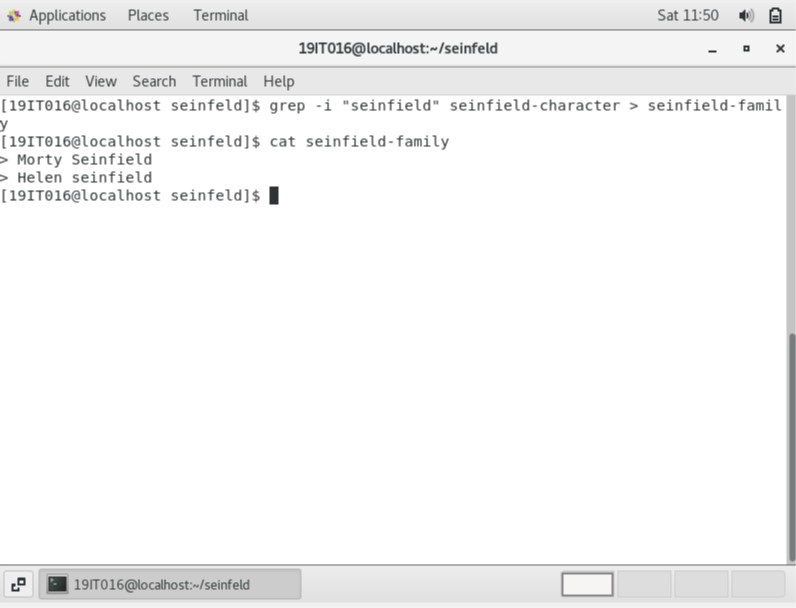 Applications Places Terminal Sat 11:50
19IT016@localhost:~/seinfeld
File Edit View Search Terminal Help
[19IT016@localhost seinfeld]$ grep -i "seinfield" seinfield-character > seinfield-famil
y
[19IT016@localhost seinfeld]$ cat seinfield-family
> Morty Seinfield
> Helen seinfield
[19IT016@localhost seinfeld]$
19IT016@localhost:~/seinfeld